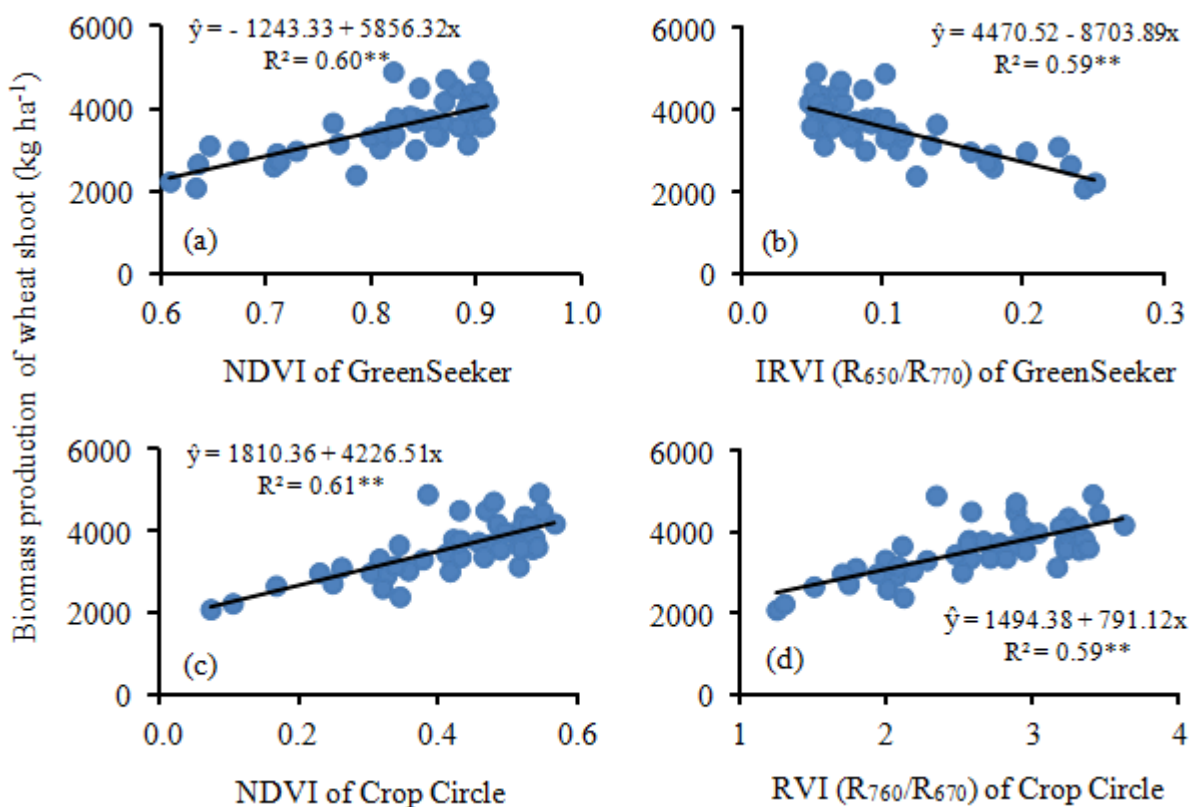 Biomass production of wheat shoot (kg ha⁻¹)
ŷ = - 1243.33 + 5856.32x
R² = 0.60**
6000
4000
2000
0
(a)
0.6 0.7 0.8 0.9 1.0
NDVI of GreenSeeker
ŷ = 4470.52 - 8703.89x
R² = 0.59**
6000
4000
2000
0
(b)
0.0 0.1 0.2 0.3
IRVI (R₆₅₀/R₇₇₀) of GreenSeeker
ŷ = 1810.36 + 4226.51x
R² = 0.61**
6000
4000
2000
0
(c)
0.0 0.2 0.4 0.6
NDVI of Crop Circle
6000
4000
2000
0
ŷ = 1494.38 + 791.12x
R² = 0.59**
(d)
1 2 3 4
RVI (R₇₆₀/R₆₇₀) of Crop Circle